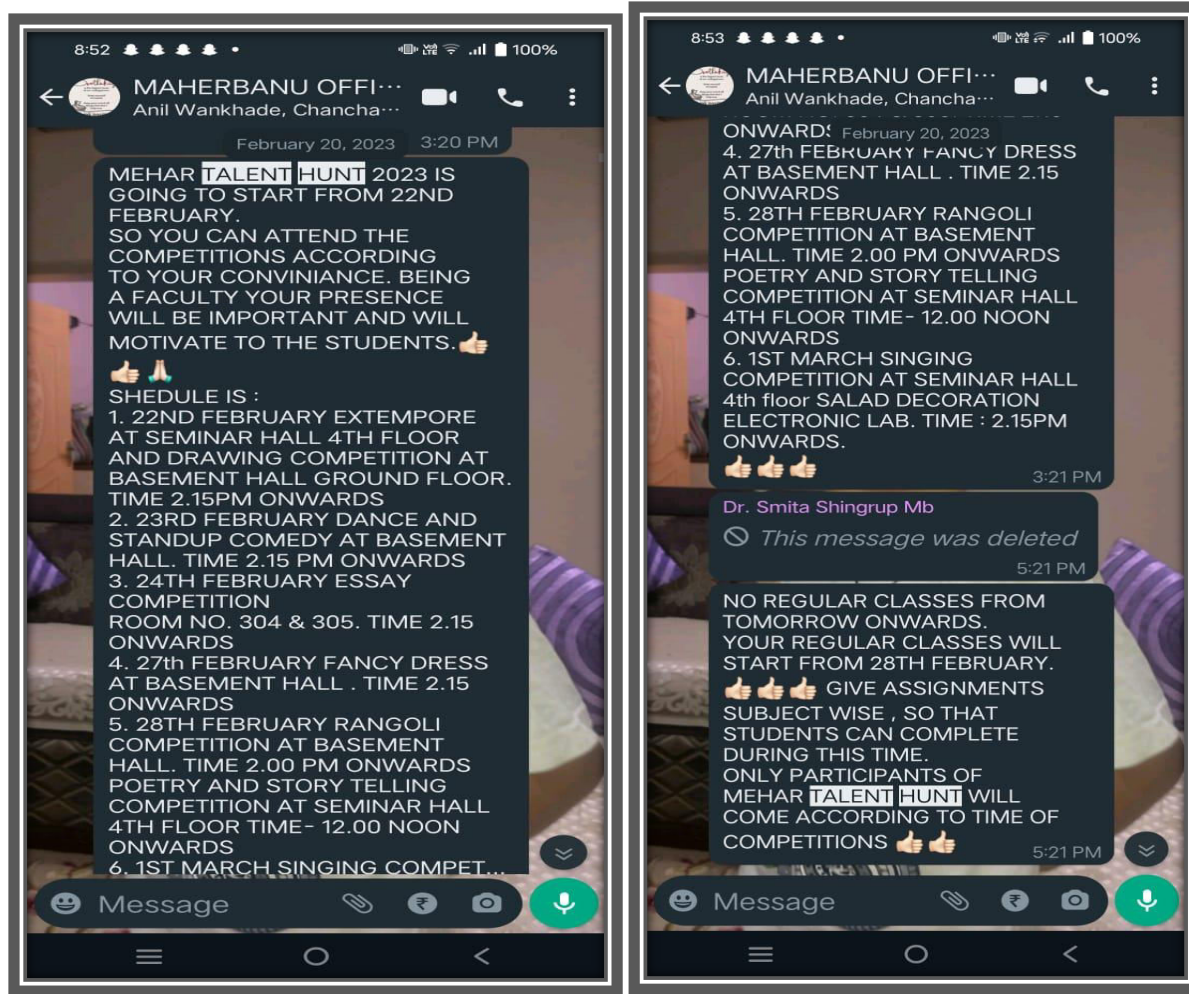 8:52
100%
MAHERBANU OFFI...
Anil Wankhade, Chancha...
February 20, 2023
3:20 PM
MEHAR TALENT HUNT 2023 IS
GOING TO START FROM 22ND
FEBRUARY.
SO YOU CAN ATTEND THE
COMPETITIONS ACCORDING
TO YOUR CONVINIANCE. BEING
A FACULTY YOUR PRESENCE
WILL BE IMPORTANT AND WILL
MOTIVATE TO THE STUDENTS.👍🏻
👍🏻🙏🏻
SHEDULE IS :
1. 22ND FEBRUARY EXTEMPORE
AT SEMINAR HALL 4TH FLOOR
AND DRAWING COMPETITION AT
BASEMENT HALL GROUND FLOOR.
TIME 2.15PM ONWARDS
2. 23RD FEBRUARY DANCE AND
STANDUP COMEDY AT BASEMENT
HALL. TIME 2.15 PM ONWARDS
3. 24TH FEBRUARY ESSAY
COMPETITION
ROOM NO. 304 & 305. TIME 2.15
ONWARDS
4. 27th FEBRUARY FANCY DRESS
AT BASEMENT HALL . TIME 2.15
ONWARDS
5. 28TH FEBRUARY RANGOLI
COMPETITION AT BASEMENT
HALL. TIME 2.00 PM ONWARDS
POETRY AND STORY TELLING
COMPETITION AT SEMINAR HALL
4TH FLOOR TIME- 12.00 NOON
ONWARDS
6. 1ST MARCH SINGING COMPET...
Message
8:53
100%
MAHERBANU OFFI...
Anil Wankhade, Chancha...
ONWARDS
February 20, 2023
4. 27th FEBRUARY FANCY DRESS
AT BASEMENT HALL . TIME 2.15
ONWARDS
5. 28TH FEBRUARY RANGOLI
COMPETITION AT BASEMENT
HALL. TIME 2.00 PM ONWARDS
POETRY AND STORY TELLING
COMPETITION AT SEMINAR HALL
4TH FLOOR TIME- 12.00 NOON
ONWARDS
6. 1ST MARCH SINGING
COMPETITION AT SEMINAR HALL
4th floor SALAD DECORATION
ELECTRONIC LAB. TIME : 2.15PM
ONWARDS.
👍🏻👍🏻👍🏻
3:21 PM
Dr. Smita Shingrup Mb
This message was deleted
5:21 PM
NO REGULAR CLASSES FROM
TOMORROW ONWARDS.
YOUR REGULAR CLASSES WILL
START FROM 28TH FEBRUARY.
👍🏻👍🏻👍🏻 GIVE ASSIGNMENTS
SUBJECT WISE , SO THAT
STUDENTS CAN COMPLETE
DURING THIS TIME.
ONLY PARTICIPANTS OF
MEHAR TALENT HUNT WILL
COME ACCORDING TO TIME OF
COMPETITIONS 👍🏻👍🏻
5:21 PM
Message